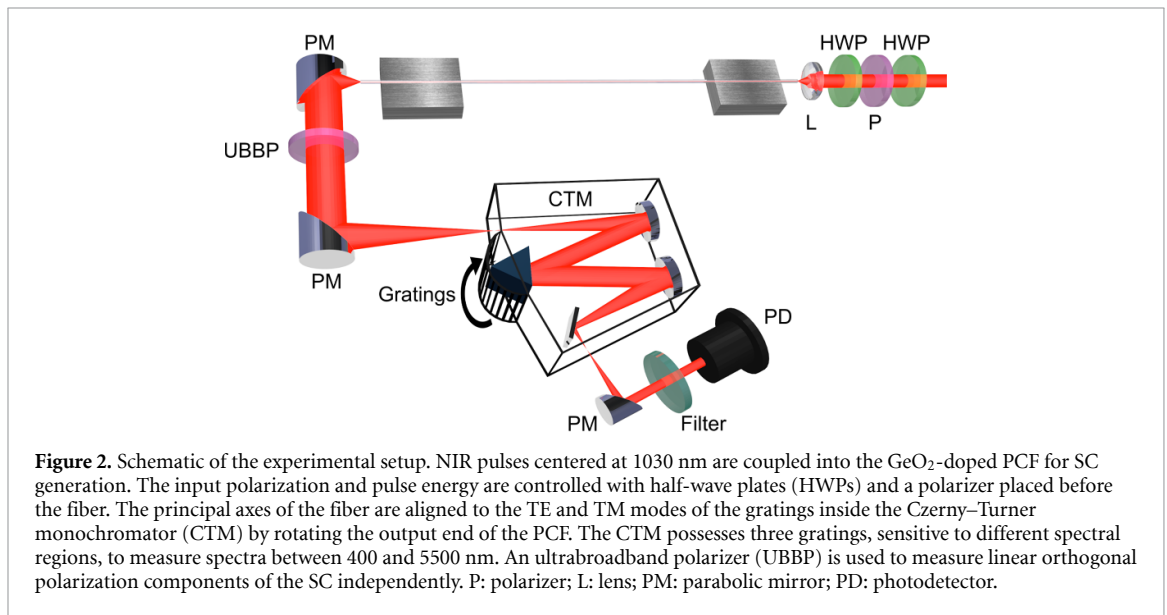 PM
HWP
HWP
L
P
UBBP
CTM
PM
Gratings
PD
PM
Filter
Figure 2. Schematic of the experimental setup. NIR pulses centered at 1030 nm are coupled into the GeO₂-doped PCF for SC
generation. The input polarization and pulse energy are controlled with half-wave plates (HWPs) and a polarizer placed before
the fiber. The principal axes of the fiber are aligned to the TE and TM modes of the gratings inside the Czerny–Turner
monochromator (CTM) by rotating the output end of the PCF. The CTM possesses three gratings, sensitive to different spectral
regions, to measure spectra between 400 and 5500 nm. An ultrabroadband polarizer (UBBP) is used to measure linear orthogonal
polarization components of the SC independently. P: polarizer; L: lens; PM: parabolic mirror; PD: photodetector.